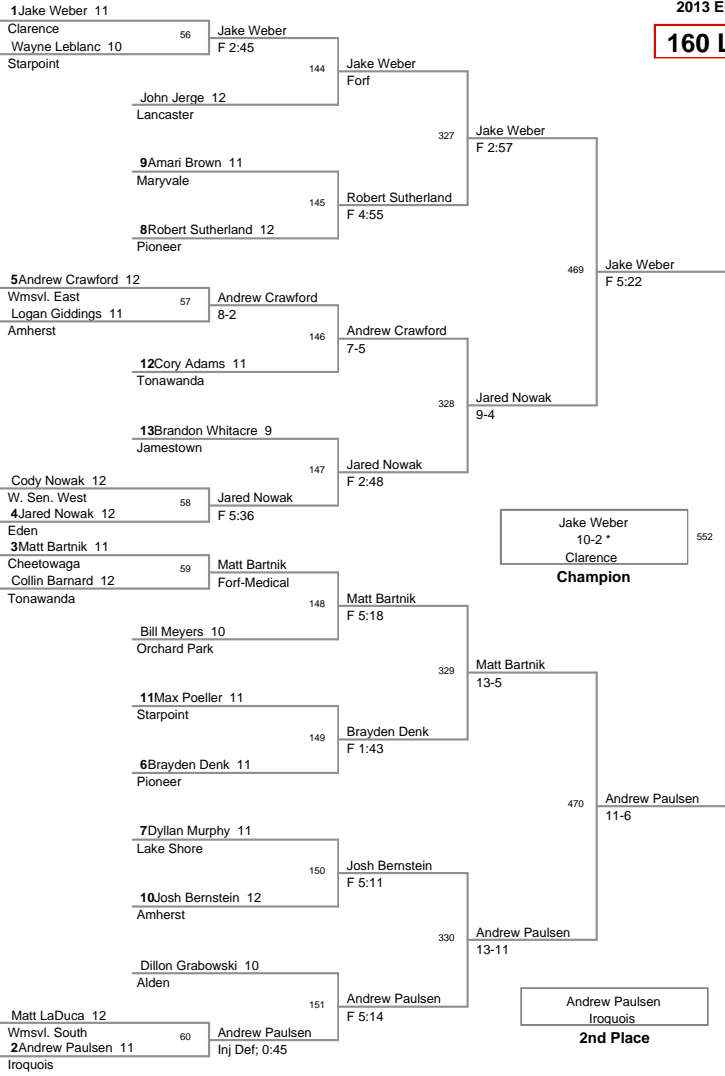 2013 E
160 L
1Jake Weber 11
Clarence
56
Wayne Leblanc 10
Starpoint
Jake Weber
F 2:45
144
John Jerge 12
Lancaster
Jake Weber
Forf
327
9Amari Brown 11
Maryvale
145
8Robert Sutherland 12
Pioneer
Robert Sutherland
F 4:55
Jake Weber
F 2:57
469
5Andrew Crawford 12
Wmsvl. East
57
Logan Giddings 11
Amherst
Andrew Crawford
8-2
146
12Cory Adams 11
Tonawanda
Andrew Crawford
7-5
328
13Brandon Whitacre 9
Jamestown
147
Cody Nowak 12
W. Sen. West
58
4Jared Nowak 12
Eden
Jared Nowak
F 5:36
Jared Nowak
F 2:48
Jared Nowak
9-4
Jake Weber
F 5:22
Jake Weber
10-2 *
Clarence
552
Champion
3Matt Bartnik 11
Cheetowaga
59
Collin Barnard 12
Tonawanda
Matt Bartnik
Forf-Medical
148
Bill Meyers 10
Orchard Park
Matt Bartnik
F 5:18
329
11Max Poeller 11
Starpoint
149
6Brayden Denk 11
Pioneer
Brayden Denk
F 1:43
Matt Bartnik
13-5
470
7Dyllan Murphy 11
Lake Shore
150
10Josh Bernstein 12
Amherst
Josh Bernstein
F 5:11
330
Dillon Grabowski 10
Alden
151
Matt LaDuca 12
Wmsvl. South
60
2Andrew Paulsen 11
Iroquois
Andrew Paulsen
Inj Def; 0:45
Andrew Paulsen
F 5:14
Andrew Paulsen
13-11
Andrew Paulsen
11-6
Andrew Paulsen
Iroquois
2nd Place